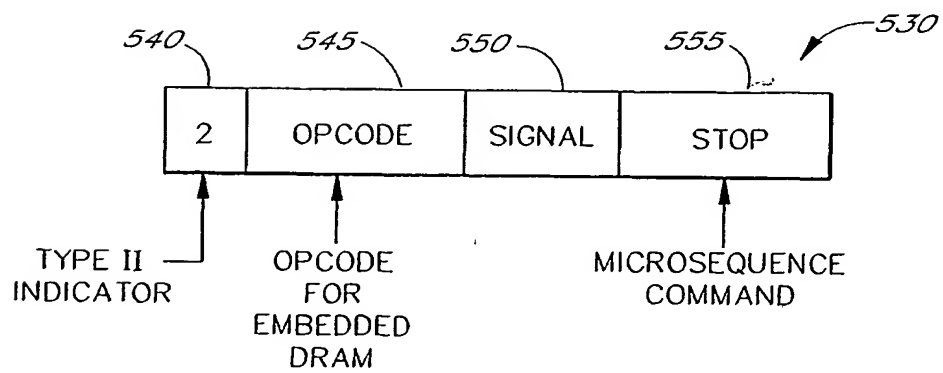 540 545 550 555 530
2 OPCODE SIGNAL STOP
TYPE II
INDICATOR
OPCODE
FOR
EMBEDDED
DRAM
MICROSEQUENCE
COMMAND